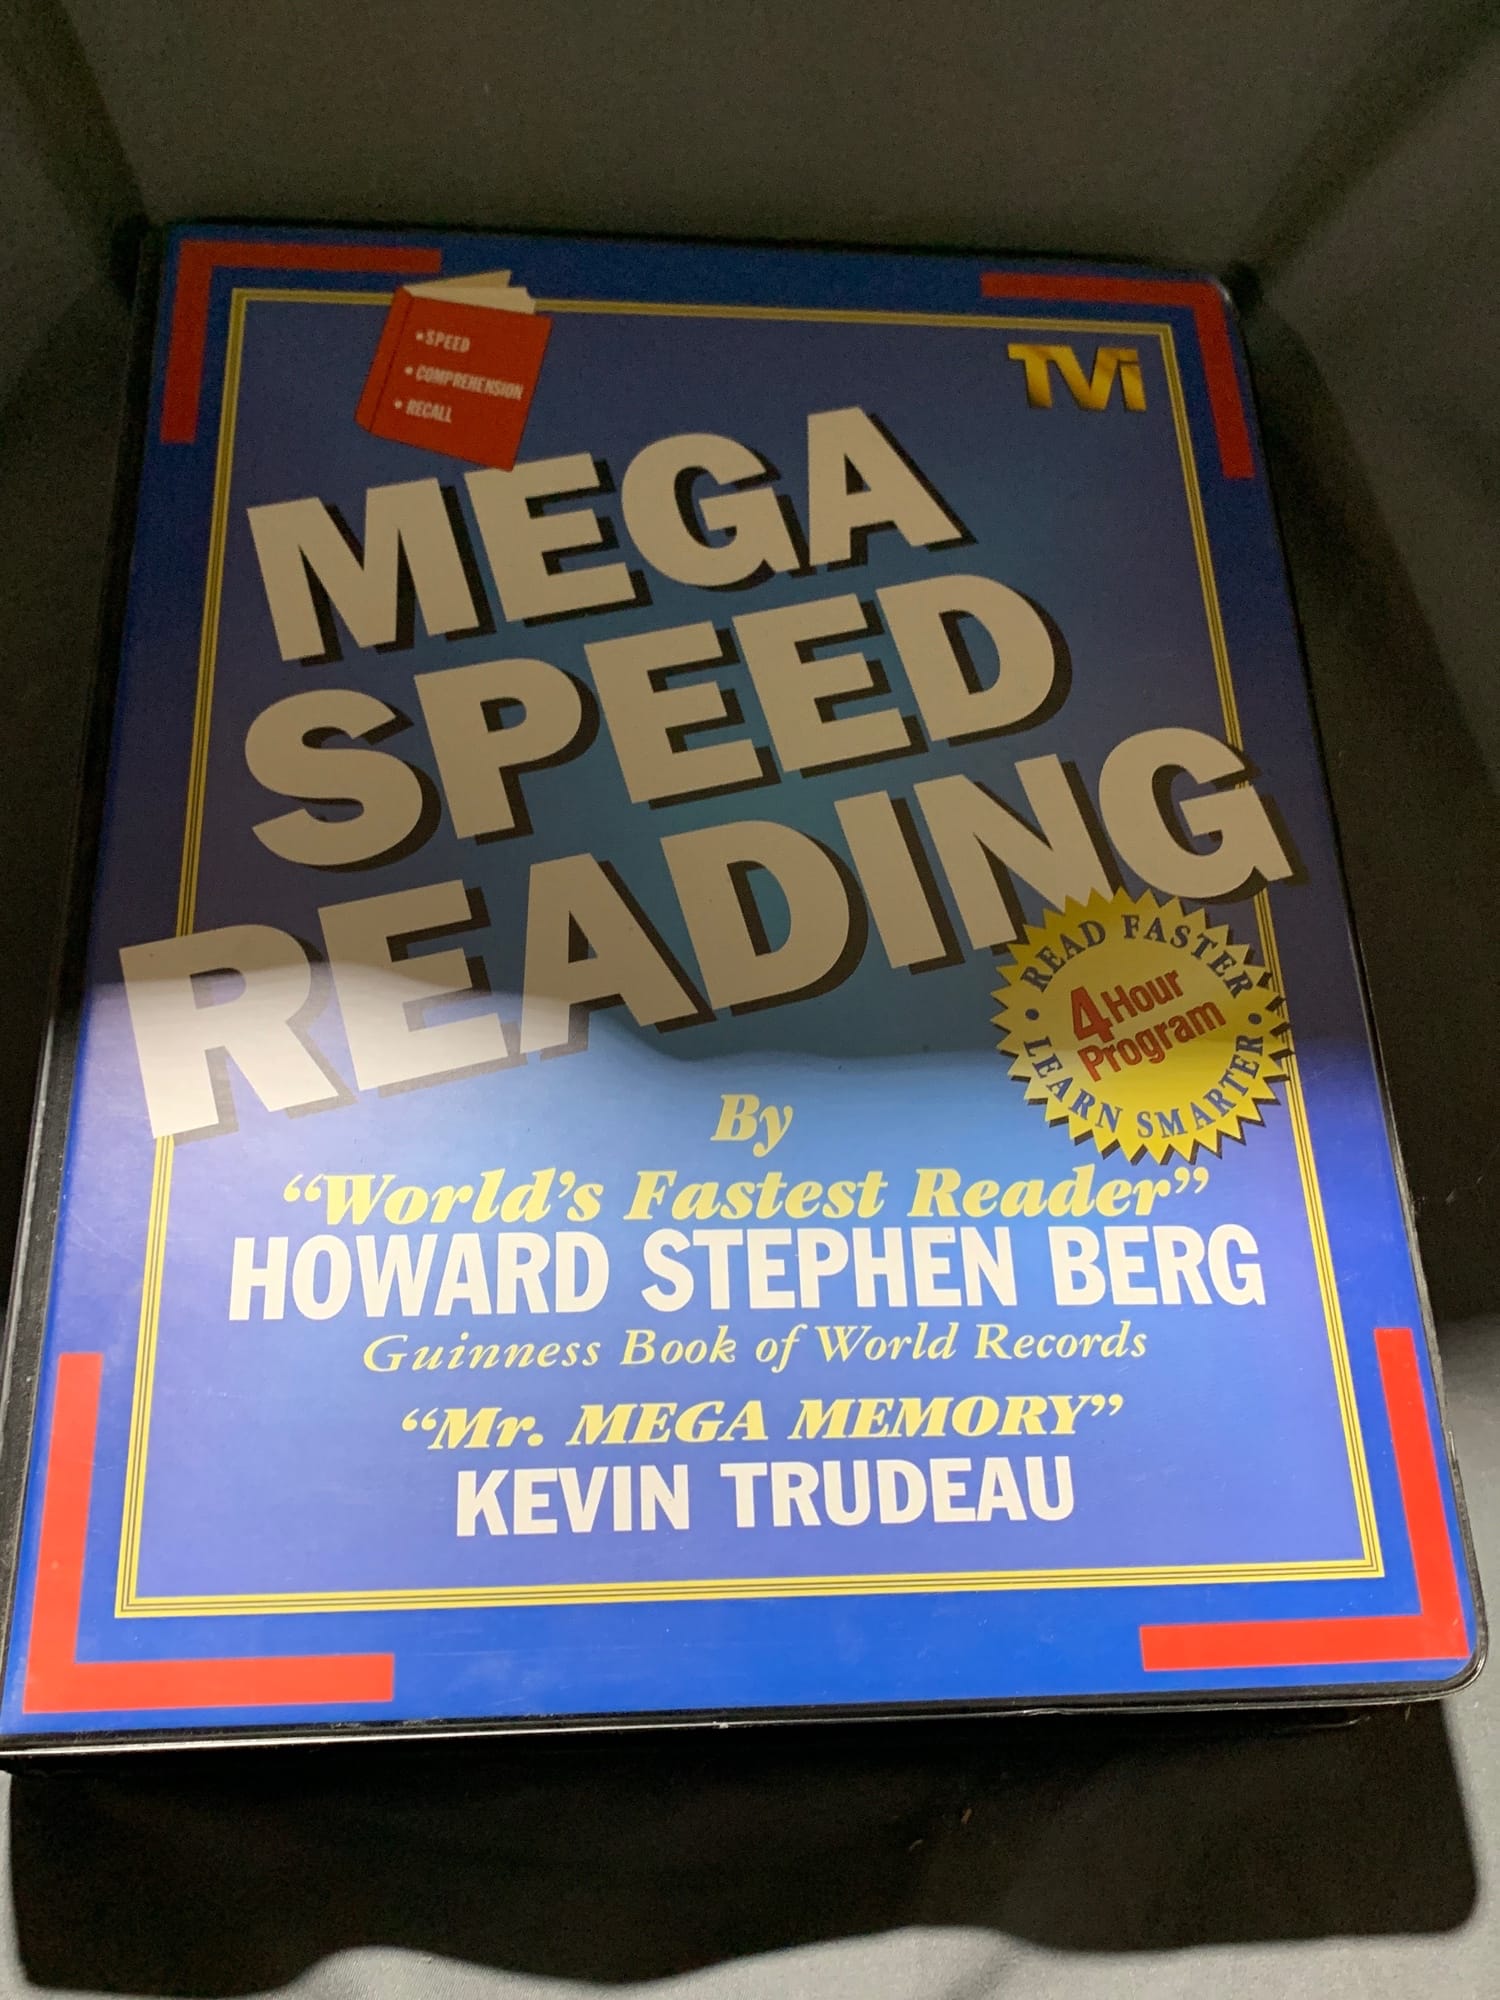 • SPEED
• COMPREHENSION
• RECALL
TVi
MEGA
SPEED
READING
READ FASTER
4 Hour
Program
• LEARN SMARTER •
By
“World's Fastest Reader”
HOWARD STEPHEN BERG
Guinness Book of World Records
“Mr. MEGA MEMORY”
KEVIN TRUDEAU